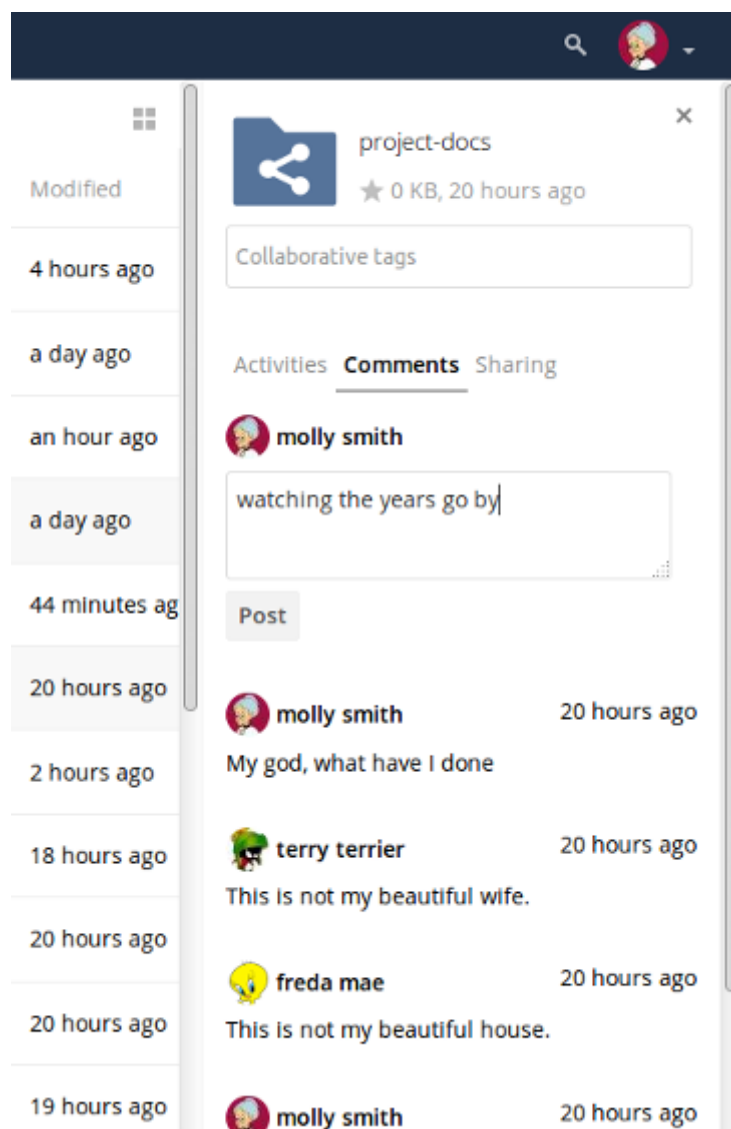 Modified
4 hours ago
a day ago
an hour ago
a day ago
44 minutes ag
20 hours ago
2 hours ago
18 hours ago
20 hours ago
20 hours ago
19 hours ago
project-docs
0 KB, 20 hours ago
Collaborative tags
Activities Comments Sharing
molly smith
watching the years go by
Post
molly smith 20 hours ago
My god, what have I done
terry terrier 20 hours ago
This is not my beautiful wife.
freda mae 20 hours ago
This is not my beautiful house.
molly smith 20 hours ago